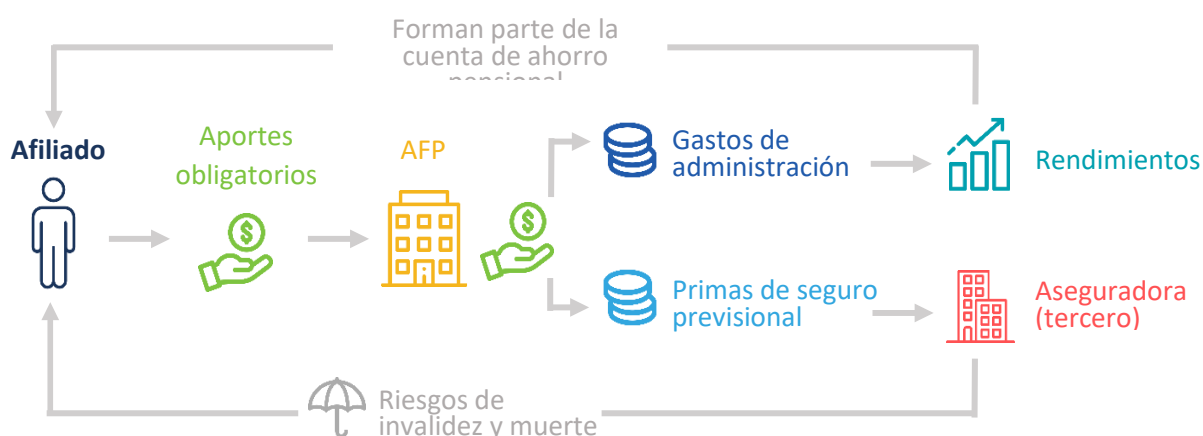 Forman parte de la
cuenta de ahorro
pensional
Afiliado
Aportes
obligatorios
AFP
Gastos de
administración
Rendimientos
Primas de seguro
previsional
Aseguradora
(tercero)
Riesgos de
invalidez y muerte